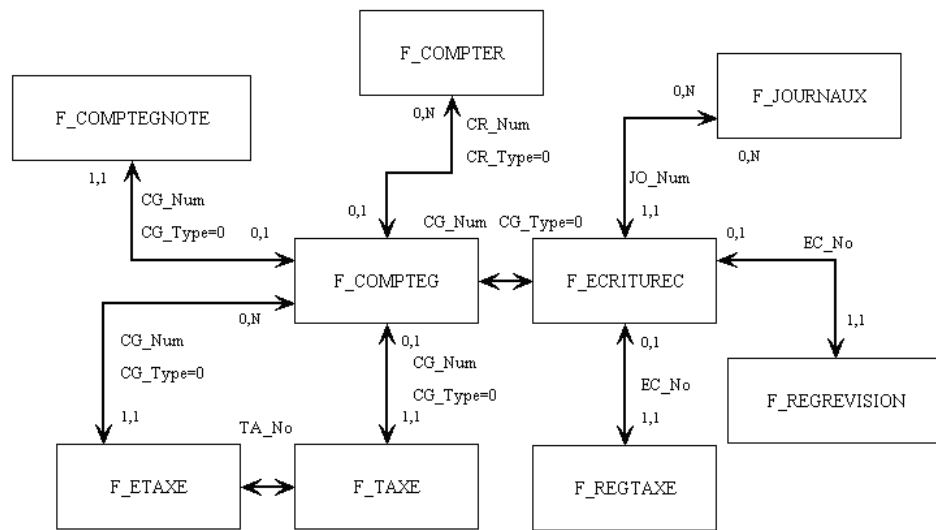 F_COMPTER
F_JOURNAUX
F_COMPTEGNOTE
0,N
0,N
CR_Num
CR_Type=0
0,N
1,1
CG_Num
CG_Type=0
0,1
0,1
JO_Num
1,1
CG_Num CG_Type=0
0,1
EC_No
F_COMPTEG
F_ECRITUREC
0,N
CG_Num
CG_Type=0
0,1
CG_Num
CG_Type=0
0,1
EC_No
1,1
F_REGREVISION
1,1
TA_No
1,1
1,1
F_ETAXE
F_TAXE
F_REGTAXE